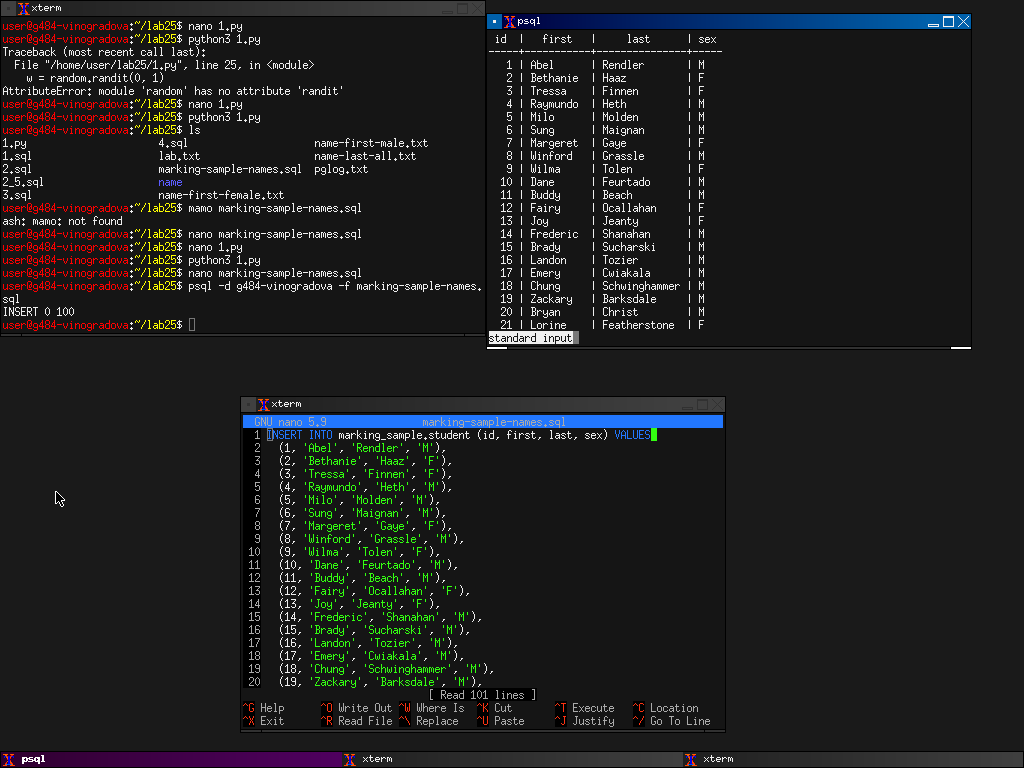 xterm
user@g484-vinogradova:~/lab25$ nano 1.py
user@g484-vinogradova:~/lab25$ python3 1.py
Traceback (most recent call last):
  File "/home/user/lab25/1.py", line 25, in <module>
    w = random.randit(0, 1)
AttributeError: module 'random' has no attribute 'randit'
user@g484-vinogradova:~/lab25$ nano 1.py
user@g484-vinogradova:~/lab25$ python3 1.py
user@g484-vinogradova:~/lab25$ ls
1.py 4.sql name-first-male.txt
1.sql lab.txt name-last-all.txt
2.sql marking-sample-names.sql pglog.txt
2_5.sql name
3.sql name-first-female.txt
user@g484-vinogradova:~/lab25$ mamo marking-sample-names.sql
ash: mamo: not found
user@g484-vinogradova:~/lab25$ nano marking-sample-names.sql
user@g484-vinogradova:~/lab25$ nano 1.py
user@g484-vinogradova:~/lab25$ python3 1.py
user@g484-vinogradova:~/lab25$ nano marking-sample-names.sql
user@g484-vinogradova:~/lab25$ psql -d g484-vinogradova -f marking-sample-names.
sql
INSERT 0 100
user@g484-vinogradova:~/lab25$
psql
id | first | last | sex
-----+-----------+---------------+-----
1 | Abel | Rendler | M
2 | Bethanie | Haaz | F
3 | Tressa | Finnen | F
4 | Raymundo | Heth | M
5 | Milo | Molden | M
6 | Sung | Maignan | M
7 | Margeret | Gaye | F
8 | Winford | Grassle | M
9 | Wilma | Tolen | F
10 | Dane | Feurtado | M
11 | Buddy | Beach | M
12 | Fairy | Ocallahan | F
13 | Joy | Jeanty | F
14 | Frederic | Shanahan | M
15 | Brady | Sucharski | M
16 | Landon | Tozier | M
17 | Emery | Cwiakala | M
18 | Chung | Schwinghammer | M
19 | Zackary | Barksdale | M
20 | Bryan | Christ | M
21 | Lorine | Featherstone | F
standard input
xterm
GNU nano 5.9 marking-sample-names.sql
1 INSERT INTO marking_sample.student (id, first, last, sex) VALUES
2 (1, 'Abel', 'Rendler', 'M'),
3 (2, 'Bethanie', 'Haaz', 'F'),
4 (3, 'Tressa', 'Finnen', 'F'),
5 (4, 'Raymundo', 'Heth', 'M'),
6 (5, 'Milo', 'Molden', 'M'),
7 (6, 'Sung', 'Maignan', 'M'),
8 (7, 'Margeret', 'Gaye', 'F'),
9 (8, 'Winford', 'Grassle', 'M'),
10 (9, 'Wilma', 'Tolen', 'F'),
11 (10, 'Dane', 'Feurtado', 'M'),
12 (11, 'Buddy', 'Beach', 'M'),
13 (12, 'Fairy', 'Ocallahan', 'F'),
14 (13, 'Joy', 'Jeanty', 'F'),
15 (14, 'Frederic', 'Shanahan', 'M'),
16 (15, 'Brady', 'Sucharski', 'M'),
17 (16, 'Landon', 'Tozier', 'M'),
18 (17, 'Emery', 'Cwiakala', 'M'),
19 (18, 'Chung', 'Schwinghammer', 'M'),
20 (19, 'Zackary', 'Barksdale', 'M'),
[ Read 101 lines ]
^G Help ^O Write Out ^W Where Is ^K Cut ^T Execute ^C Location
^X Exit ^R Read File ^\ Replace ^U Paste ^J Justify ^/ Go To Line
psql xterm xterm